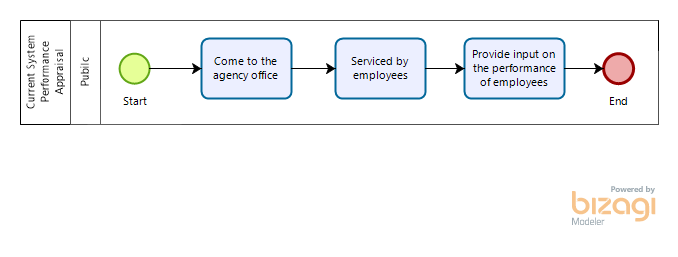 Current System
Performance
Appraisal
Public
Start
Come to the
agency office
Serviced by
employees
Provide input on
the performance
of employees
End
Powered by
bizagi
Modeler